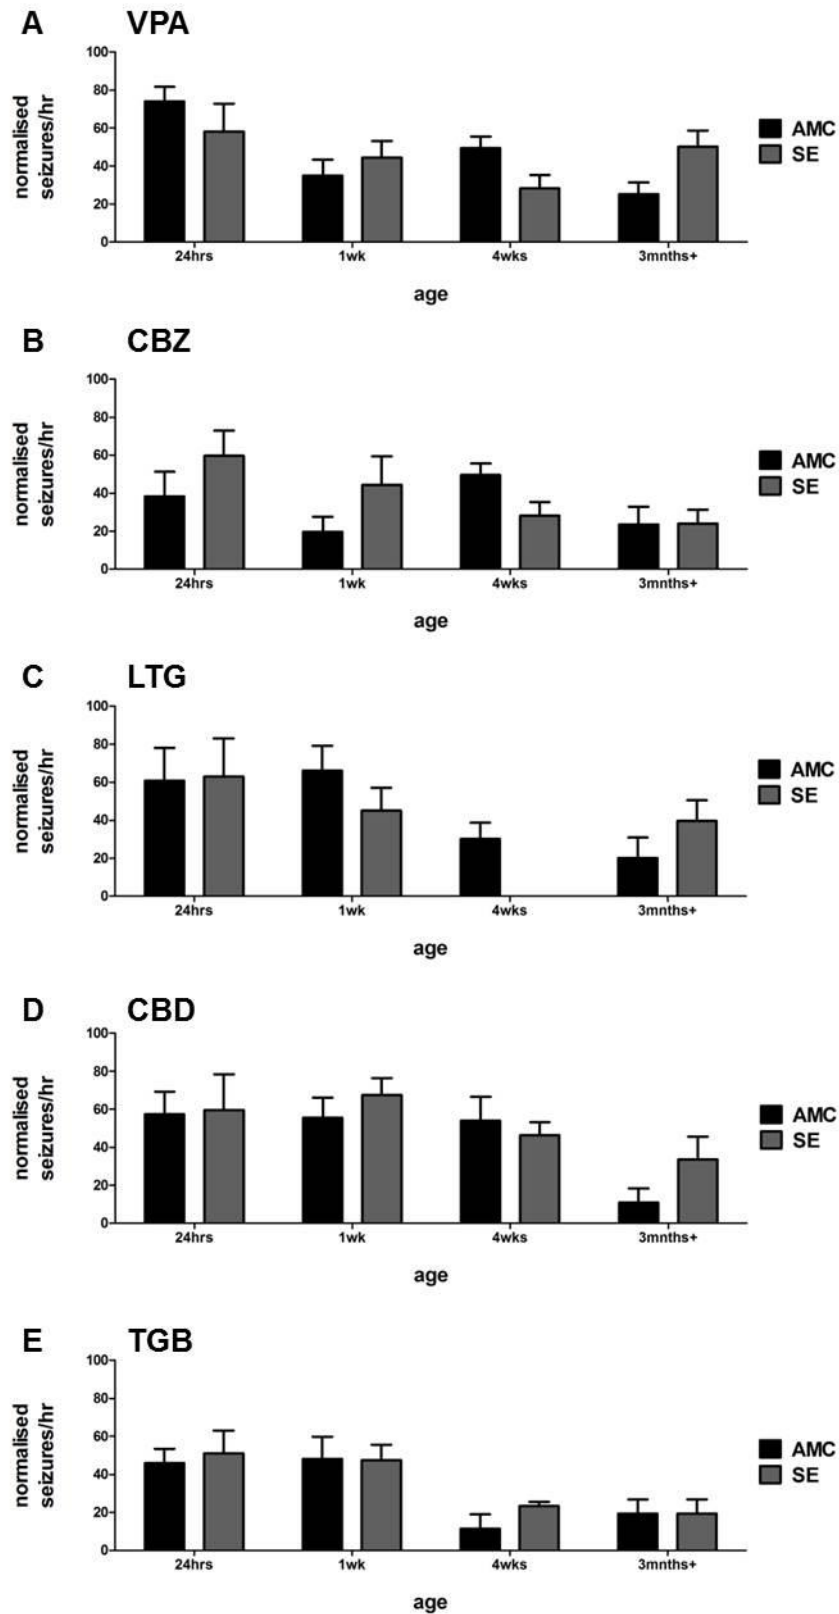 A VPA
normalised
seizures/hr
100
80
60
40
20
0
24hrs 1wk 4wks 3mnths+
age
AMC
SE
B CBZ
normalised
seizures/hr
100
80
60
40
20
0
24hrs 1wk 4wks 3mnths+
age
AMC
SE
C LTG
normalised
seizures/hr
100
80
60
40
20
0
24hrs 1wk 4wks 3mnths+
age
AMC
SE
D CBD
normalised
seizures/hr
100
80
60
40
20
0
24hrs 1wk 4wks 3mnths+
age
AMC
SE
E TGB
normalised
seizures/hr
100
80
60
40
20
0
24hrs 1wk 4wks 3mnths+
age
AMC
SE